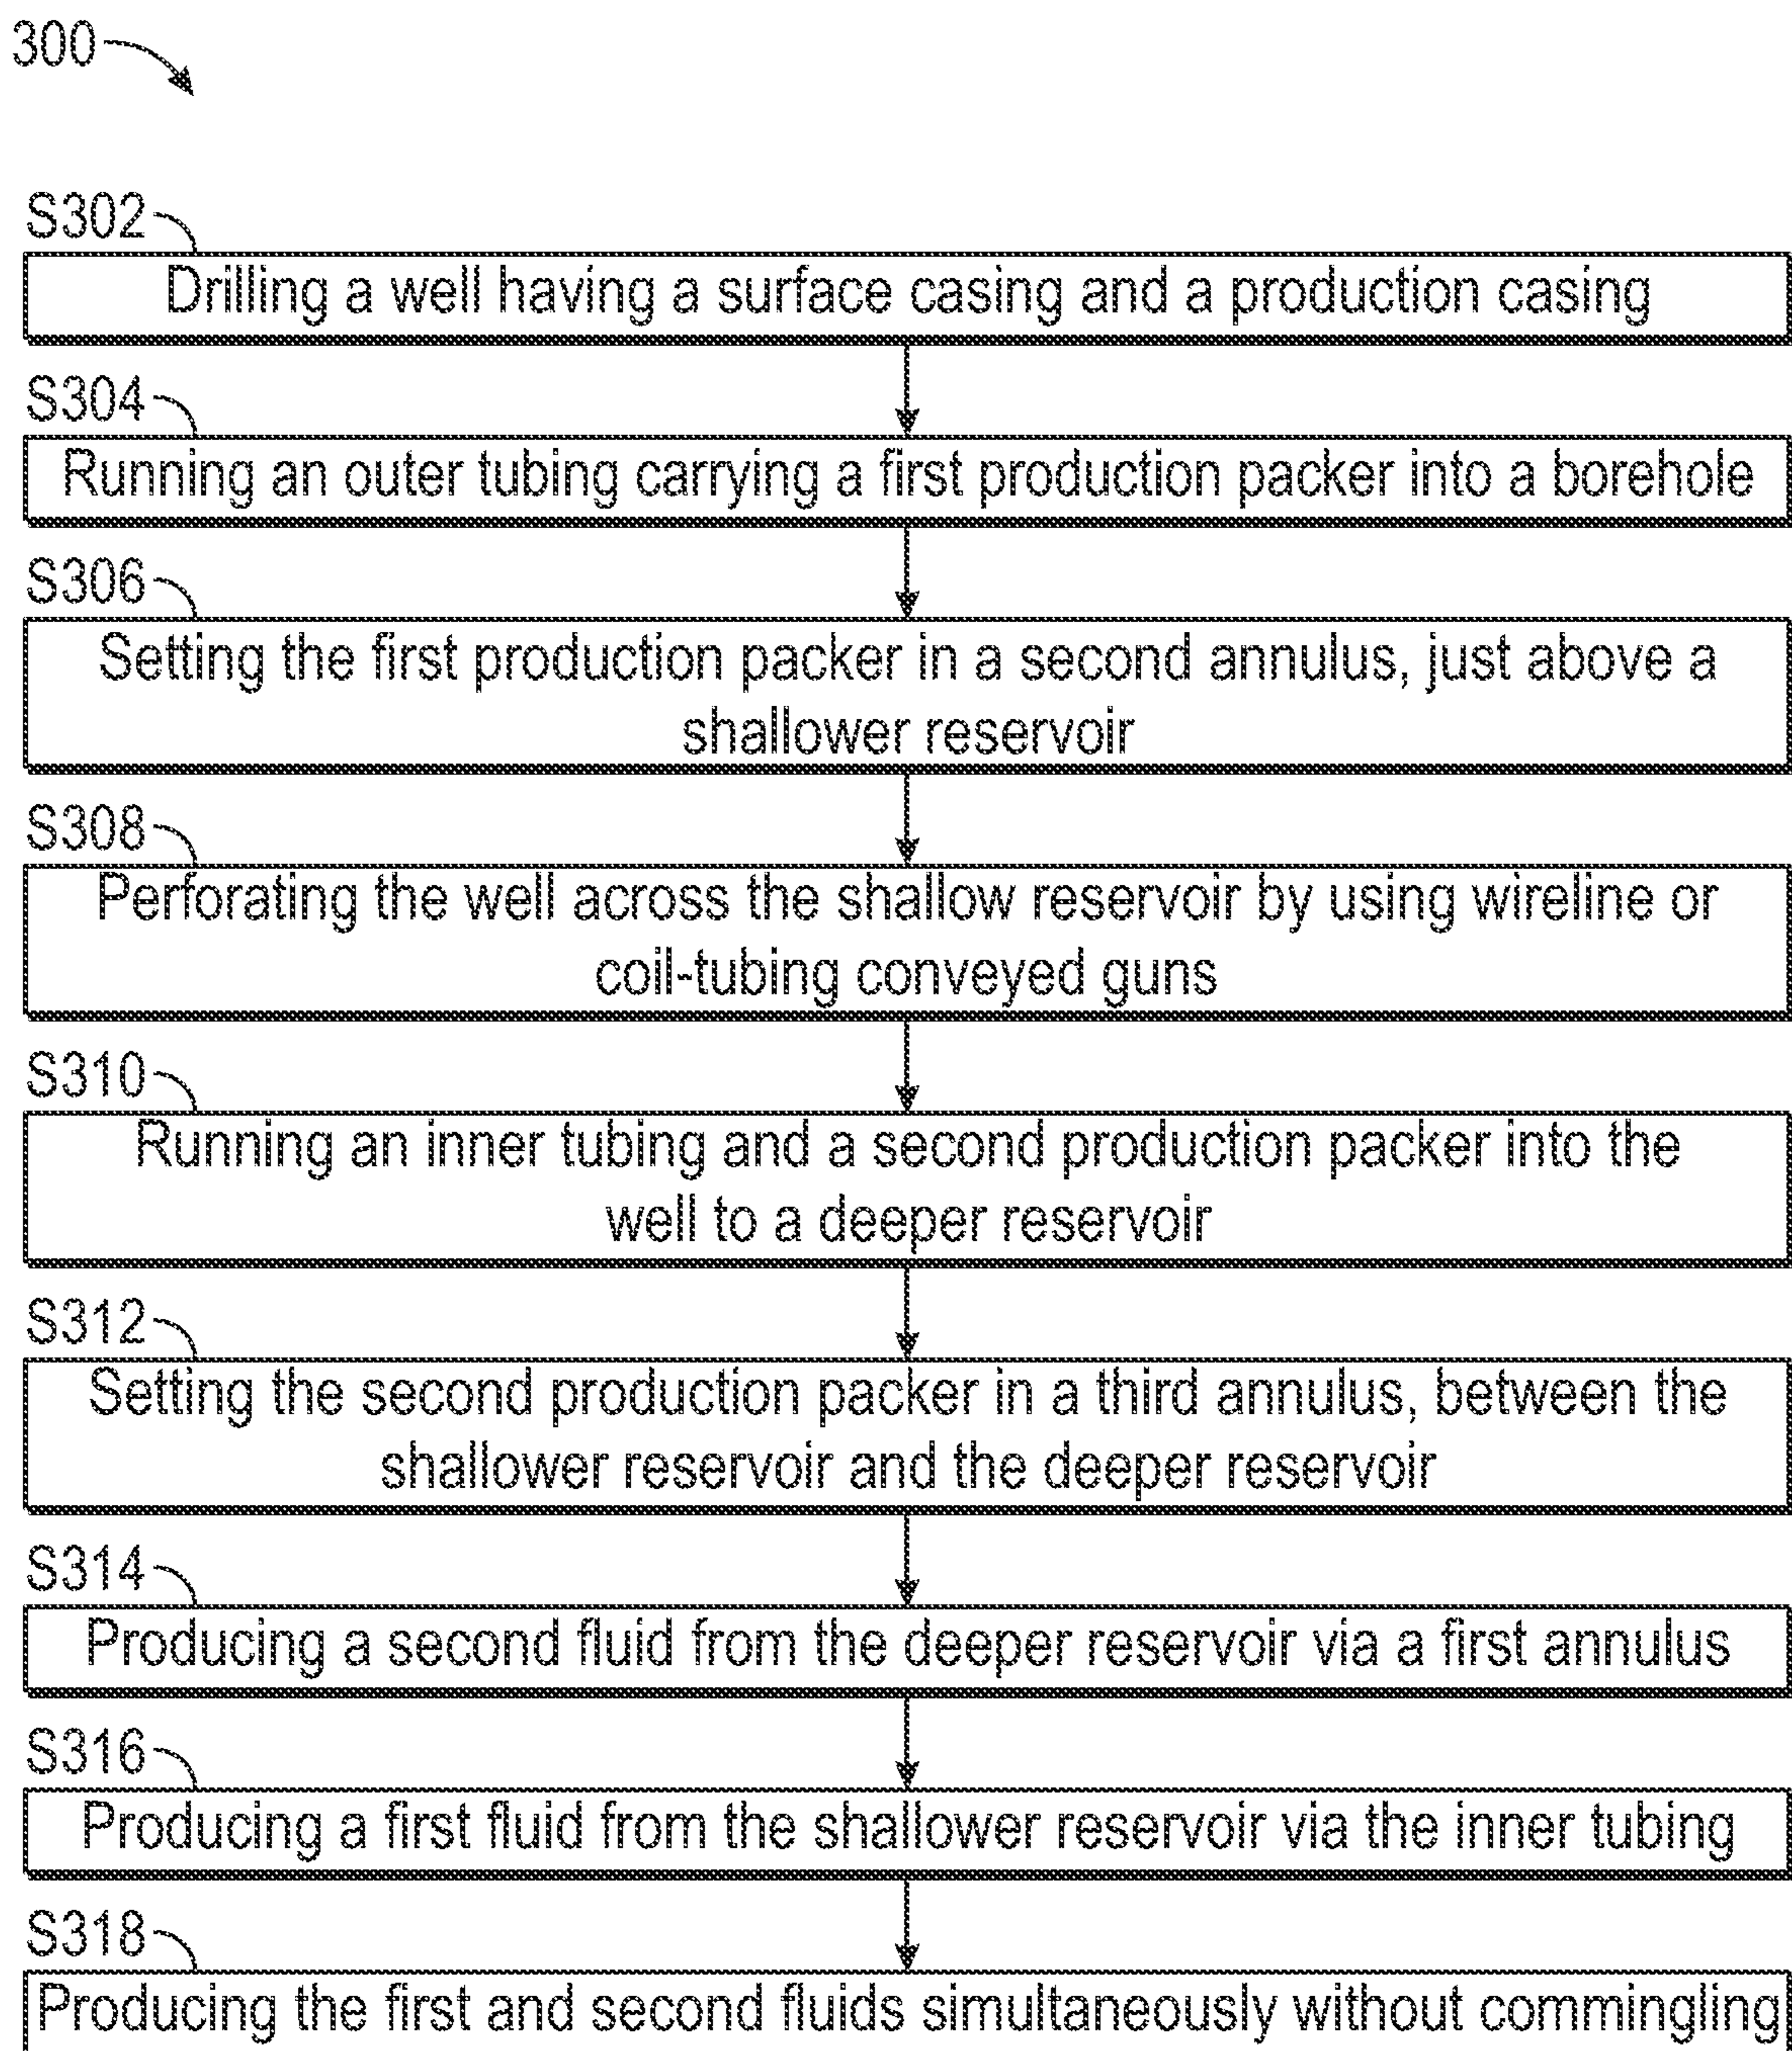 300
S302
Drilling a well having a surface casing and a production casing
S304
Running an outer tubing carrying a first production packer into a borehole
S306
Setting the first production packer in a second annulus, just above a
shallower reservoir
S308
Perforating the well across the shallow reservoir by using wireline or
coil-tubing conveyed guns
S310
Running an inner tubing and a second production packer into the
well to a deeper reservoir
S312
Setting the second production packer in a third annulus, between the
shallower reservoir and the deeper reservoir
S314
Producing a second fluid from the deeper reservoir via a first annulus
S316
Producing a first fluid from the shallower reservoir via the inner tubing
S318
Producing the first and second fluids simultaneously without commingling